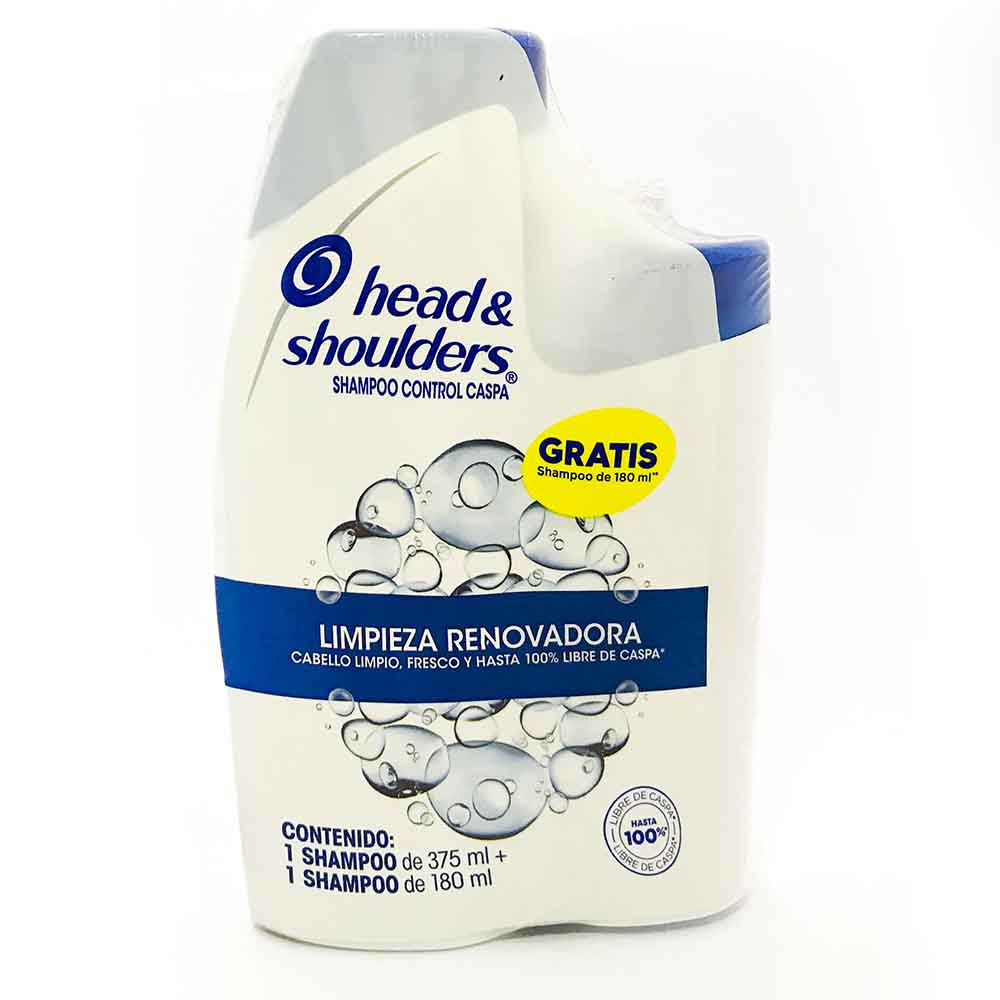 head &
shoulders®
SHAMPOO CONTROL CASPA
GRATIS
Shampoo de 180 ml**
LIMPIEZA RENOVADORA
CABELLO LIMPIO, FRESCO Y HASTA 100% LIBRE DE CASPA*
CONTENIDO:
1 SHAMPOO de 375 ml +
1 SHAMPOO de 180 ml
LIBRE DE CASPA*
HASTA
100%*
LIBRE DE CASPA*